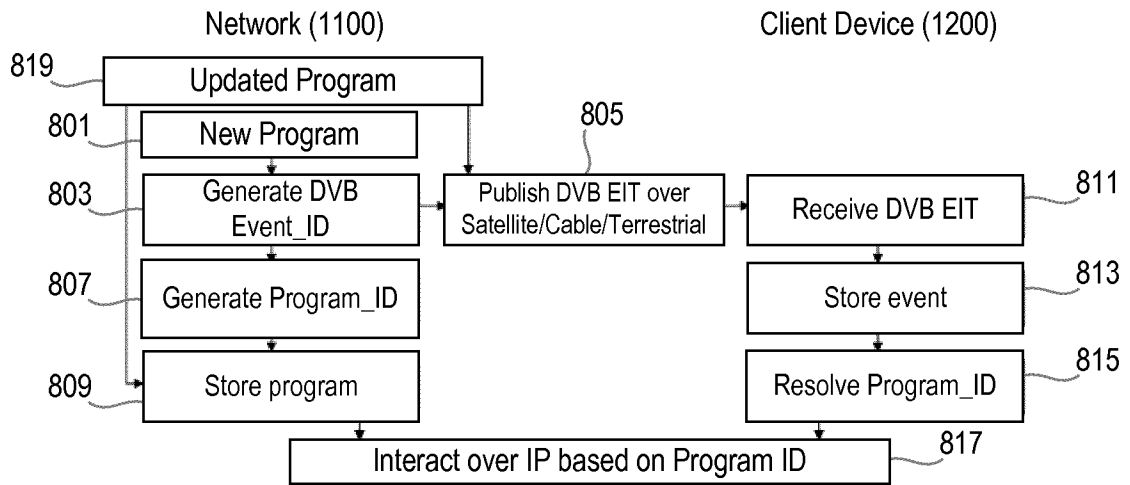 Network (1100)
Client Device (1200)
819
Updated Program
801
New Program
805
803
Generate DVB
Event_ID
Publish DVB EIT over
Satellite/Cable/Terrestrial
Receive DVB EIT
811
807
Generate Program_ID
Store event
813
809
Store program
Resolve Program_ID
815
Interact over IP based on Program ID
817